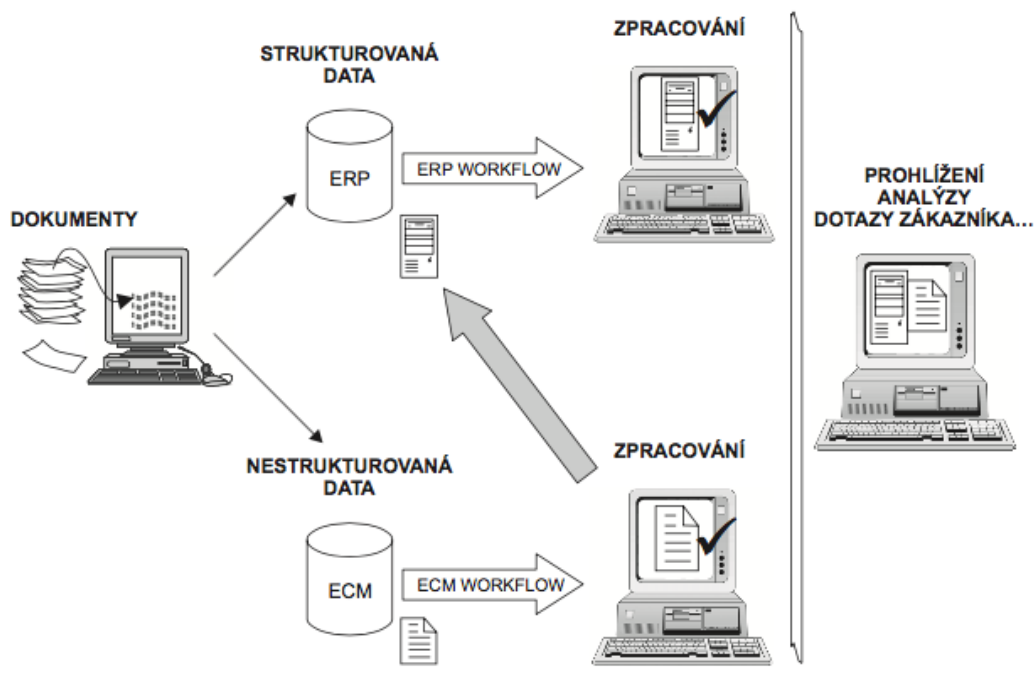 DOKUMENTY
STRUKTUROVANÁ
DATA
ERP
ERP WORKFLOW
ZPRACOVÁNÍ
NESTRUKTUROVANÁ
DATA
ECM
ECM WORKFLOW
ZPRACOVÁNÍ
PROHLÍŽENÍ
ANALÝZY
DOTAZY ZÁKAZNÍKA...